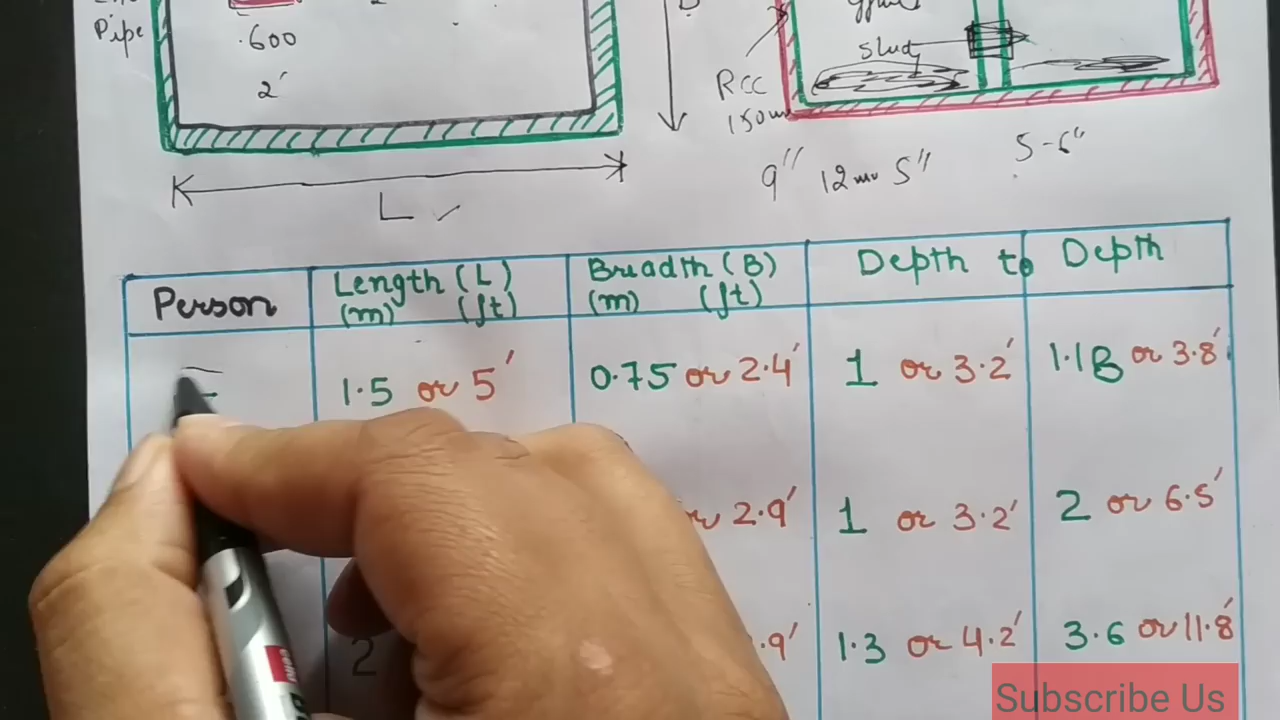 Pipe
.600
2'
L
RCC
9" 12mm 5"
5-6"
Person
Length (L)
(m) (ft)
Breadth (B)
(m) (ft)
Depth to
Depth
1.5 or 5'
0.75 or 2.4'
1 or 3.2'
1.1B or 3.8'
or 2.9'
1 or 3.2'
2 or 6.5'
2
.9'
1.3 or 4.2'
3.6 or 11.8'
Subscribe Us